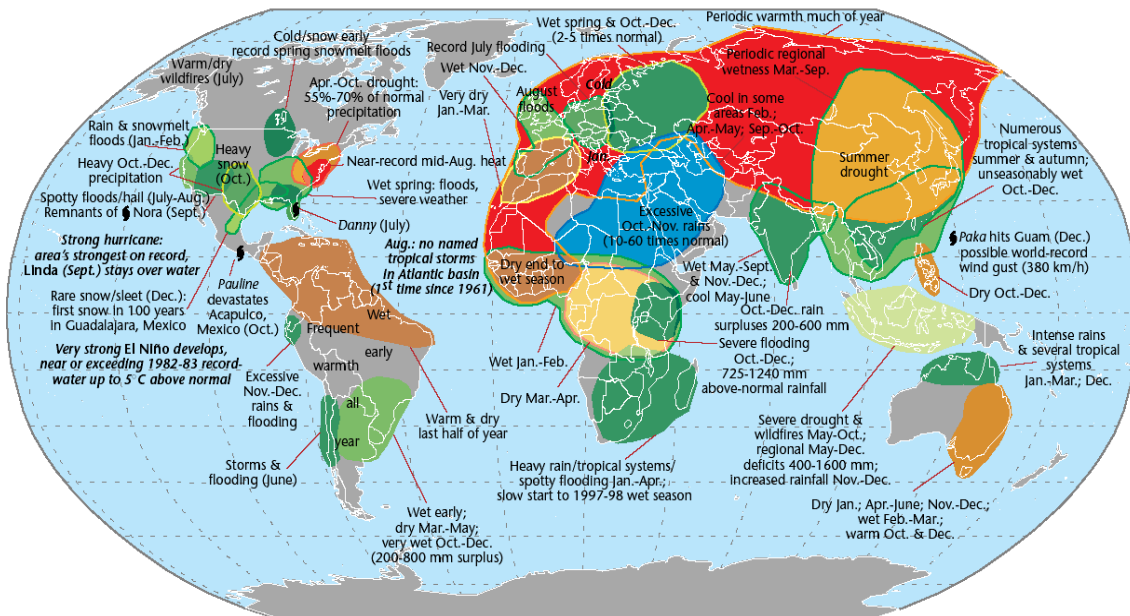 Cold/snow early
record spring snowmelt floods
Warm/dry
wildfires (July)
Apr.-Oct. drought:
55%-70% of normal
precipitation
Rain & snowmelt
floods (Jan.-Feb.
Heavy
snow
(Oct.)
Heavy Oct.-Dec.
precipitation
Near-record mid-Aug. heat
Spotty floods/hail (July-Aug.)
Remnants of Nora (Sept.)
Wet spring: floods,
severe weather
Danny (July)
Strong hurricane:
area's strongest on record,
Linda (Sept.) stays over water
Rare snow/sleet (Dec.):
first snow in 100 years
in Guadalajara, Mexico
Pauline
devastates
Acapulco,
Mexico (Oct.)
Very strong El Niño develops,
near or exceeding 1982-83 record-
water up to 5°C above normal
Aug.: no named
tropical storms
in Atlantic basin
(1st time since 1961)
Frequent
Wet
early
warmth
all
year
Excessive
Nov.-Dec.
rains &
flooding
Storms &
flooding (June)
Warm & dry
last half of year
Wet early;
dry Mar.-May;
very wet Oct.-Dec.
(200-800 mm surplus)
Record July flooding
Wet Nov.-Dec.
Very dry
Jan.-Mar.
August
floods
Wet spring & Oct.-Dec.
(2-5 times normal)
Cold
Jan.
Periodic warmth much of year
Periodic regional
wetness Mar.-Sep.
Cool in some
areas Feb.;
Apr.-May; Sep.-Oct.
Summer
drought
Numerous
tropical systems
summer & autumn;
unseasonably wet
Oct.-Dec.
Excessive
Oct.-Nov. rains
(10-60 times normal)
Dry end to
wet season
Wet May.-Sept.
& Nov.-Dec.;
cool May-June
Paka hits Guam (Dec.)
possible world-record
wind gust (380 km/h)
Dry Oct.-Dec.
Oct.-Dec. rain
surpluses 200-600 mm
Severe flooding
Oct.-Dec.;
725-1240 mm
above-normal rainfall
Wet Jan.-Feb.
Dry Mar.-Apr.
Heavy rain/tropical systems/
spotty flooding Jan.-Apr.;
slow start to 1997-98 wet season
Intense rains
& several tropical
systems
Jan.-Mar.; Dec.
Severe drought &
wildfires May-Oct.;
regional May-Dec.
deficits 400-1600 mm;
increased rainfall Nov.-Dec.
Dry Jan.; Apr.-June; Nov.-Dec.;
wet Feb.-Mar.;
warm Oct. & Dec.